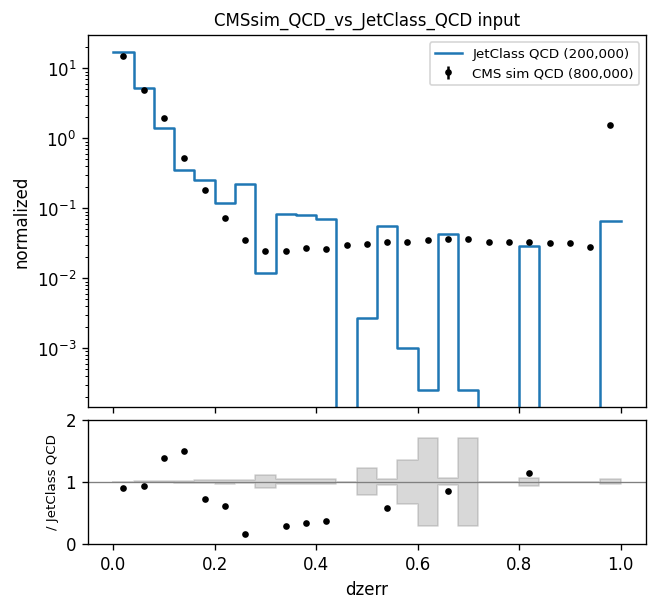 CMSsim_QCD_vs_JetClass_QCD input
JetClass QCD (200,000)
CMS sim QCD (800,000)
normalized
10¹
10⁰
10⁻¹
10⁻²
10⁻³
/ JetClass QCD
2
1
0
0.0 0.2 0.4 0.6 0.8 1.0
dzerr